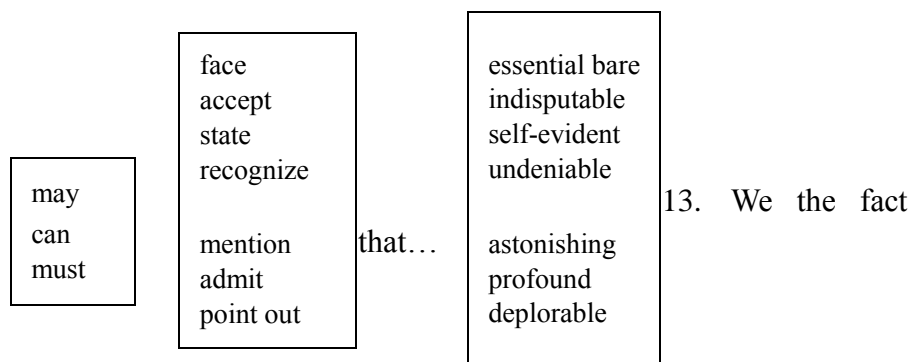 may
can
must
face
accept
state
recognize
mention
admit
point out
that…
essential bare
indisputable
self-evident
undeniable
astonishing
profound
deplorable
13. We the fact